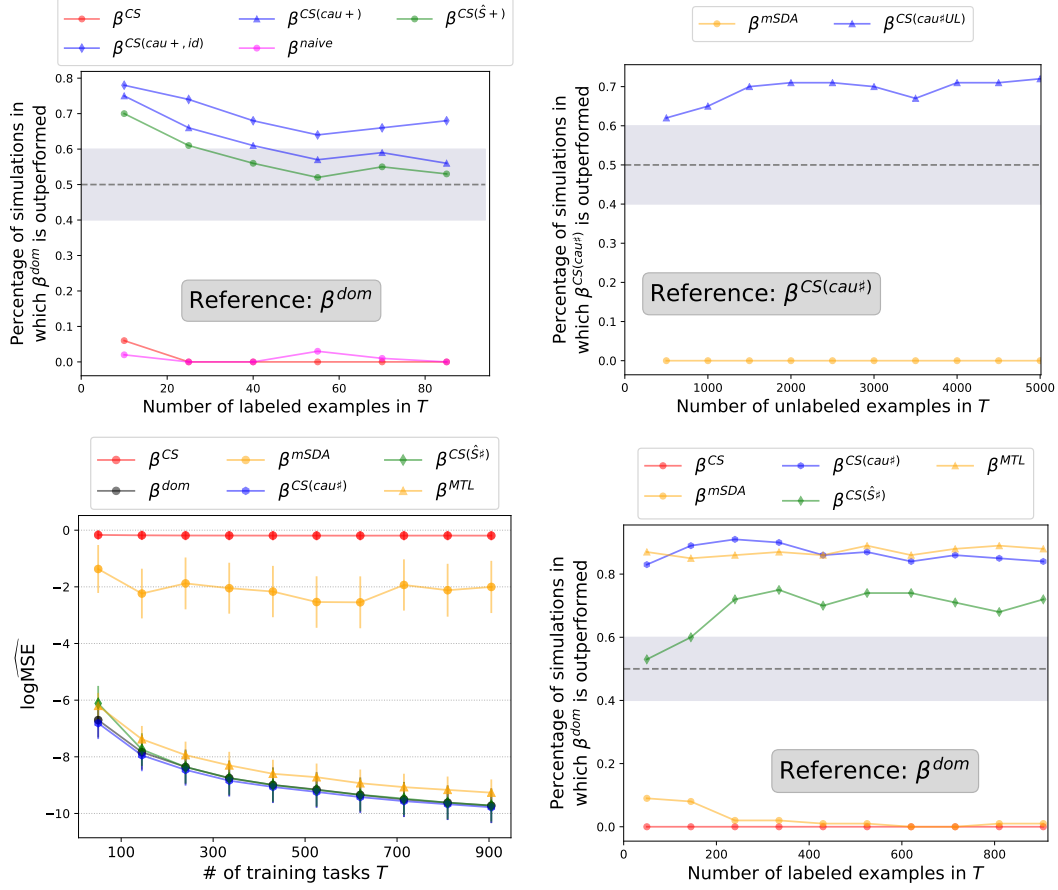 β^CS β^CS(cau+) β^CS(Ŝ+)
β^CS(cau+, id) β^naive
Percentage of simulations in
which β^dom is outperformed
0.8
0.7
0.6
0.5
0.4
0.3
0.2
0.1
0.0
Reference: β^dom
0 20 40 60 80
Number of labeled examples in T
β^mSDA β^CS(cau♯UL)
Percentage of simulations in
which β^CS(cau♯) is outperformed
0.7
0.6
0.5
0.4
0.3
0.2
0.1
0.0
Reference: β^CS(cau♯)
0 1000 2000 3000 4000 5000
Number of unlabeled examples in T
β^CS β^mSDA β^CS(Ŝ♯)
β^dom β^CS(cau♯) β^MTL
logM͡SE
0
−2
−4
−6
−8
−10
100 300 500 700 900
# of training tasks T
β^CS β^CS(cau♯) β^MTL
β^mSDA β^CS(Ŝ♯)
Percentage of simulations in
which β^dom is outperformed
0.8
0.6
0.4
0.2
0.0
Reference: β^dom
0 200 400 600 800
Number of labeled examples in T